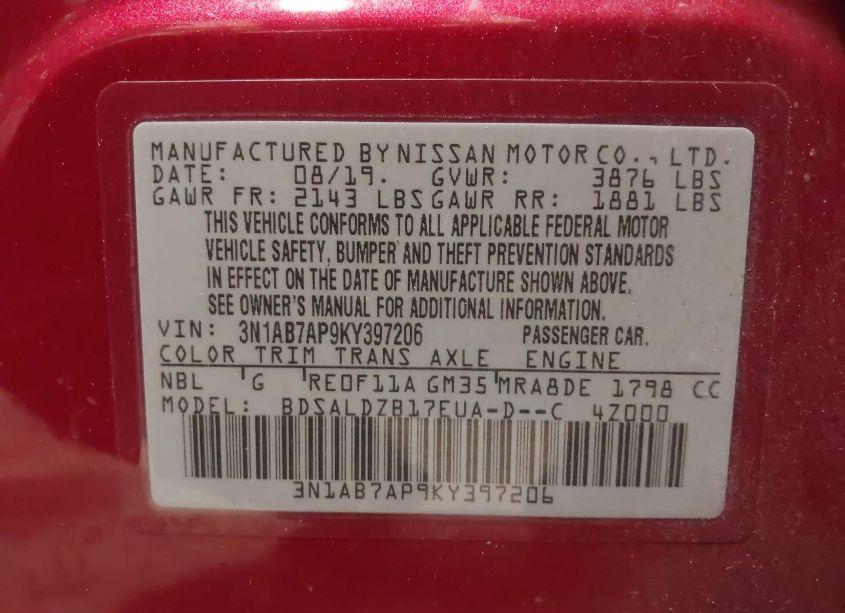 MANUFACTURED BY NISSAN MOTOR CO., LTD.
DATE: 08/19. GVWR: 3876 LBS
GAWR FR: 2143 LBS GAWR RR: 1881 LBS
THIS VEHICLE CONFORMS TO ALL APPLICABLE FEDERAL MOTOR
VEHICLE SAFETY, BUMPER AND THEFT PREVENTION STANDARDS
IN EFFECT ON THE DATE OF MANUFACTURE SHOWN ABOVE.
SEE OWNER'S MANUAL FOR ADDITIONAL INFORMATION.
VIN: 3N1AB7AP9KY397206 PASSENGER CAR.
COLOR TRIM TRANS AXLE ENGINE
NBL G RE0F11A GM35 MRA8DE 1798 CC
MODEL: BDSALDZB17EUA-D--C 4Z000
3N1AB7AP9KY397206